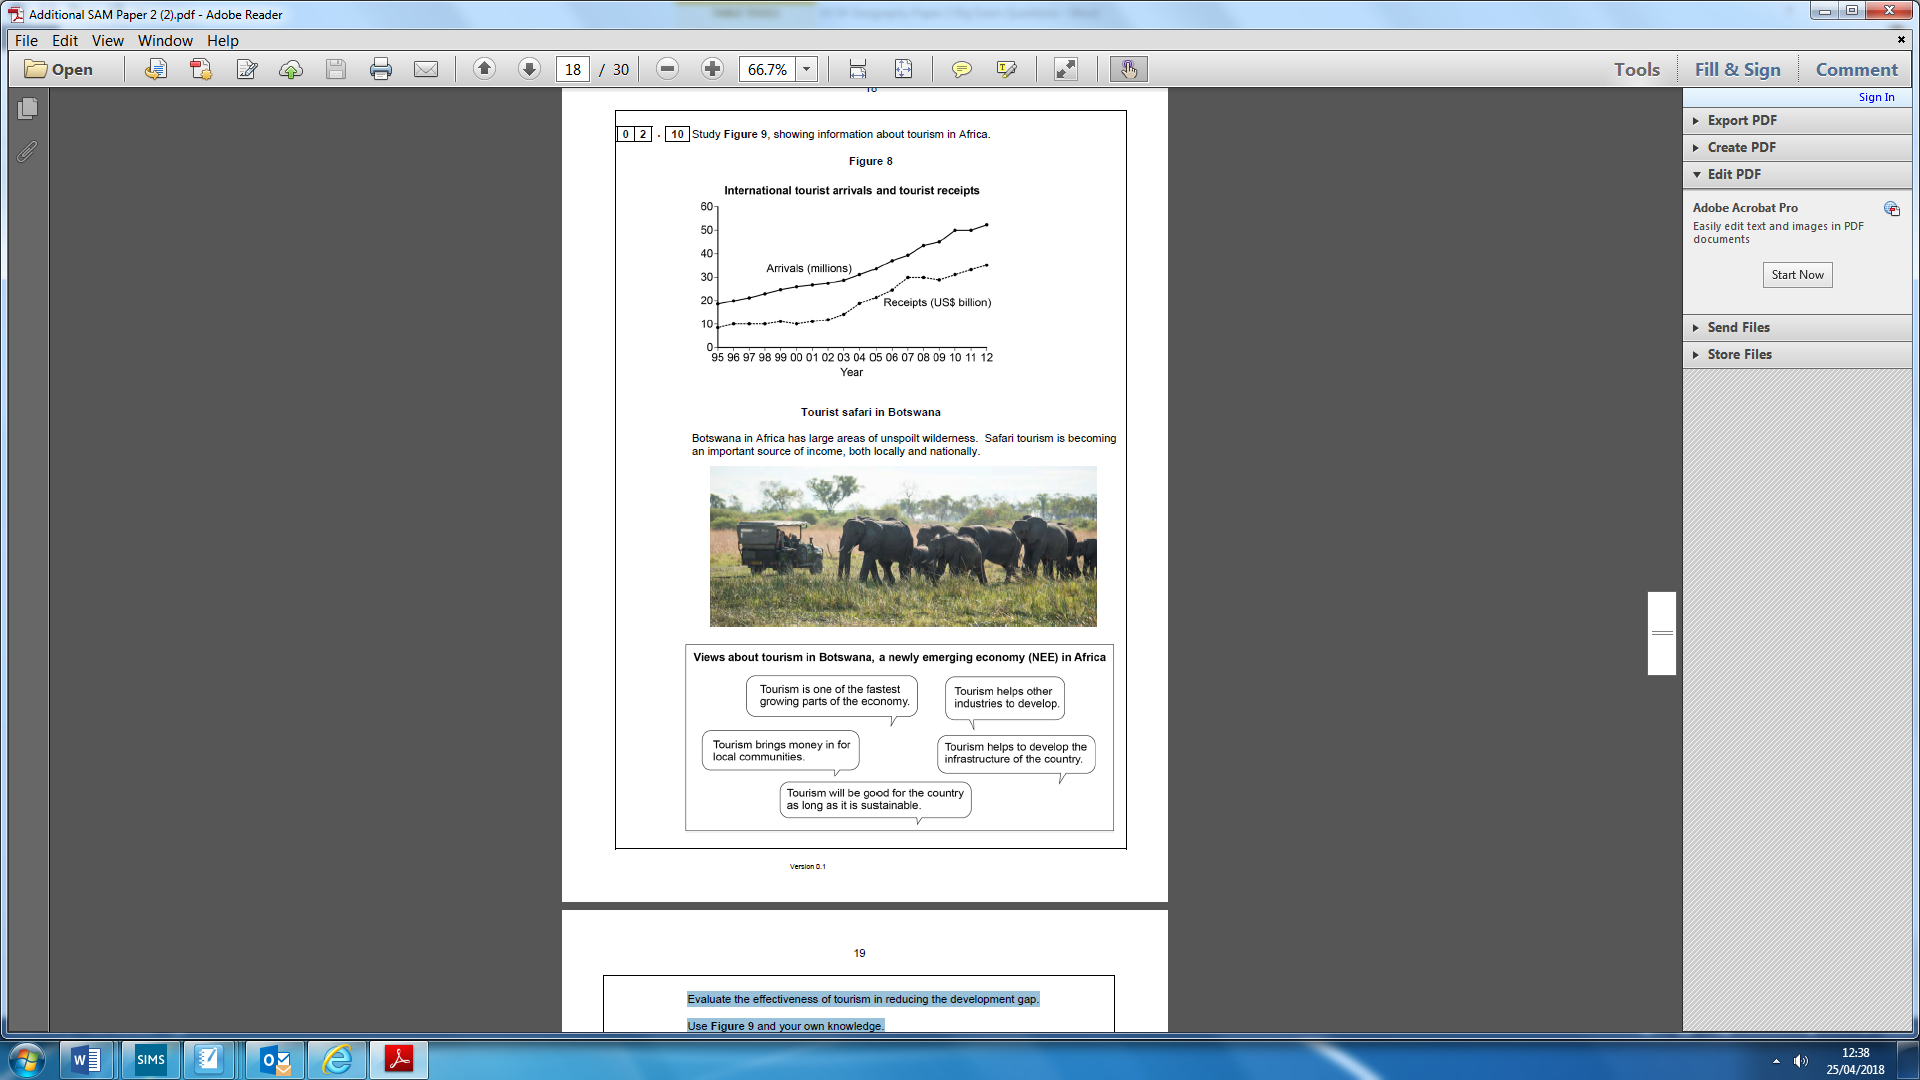 Additional SAM Paper 2 (2).pdf - Adobe Reader
File Edit View Window Help
Open 18 / 30 66.7% Tools Fill & Sign Comment
Sign In
Export PDF
Create PDF
Edit PDF
Adobe Acrobat Pro
Easily edit text and images in PDF
documents
Start Now
Send Files
Store Files
0 2 . 10 Study Figure 9, showing information about tourism in Africa.
Figure 8
International tourist arrivals and tourist receipts
60
50
40
30
20
10
0
Arrivals (millions)
Receipts (US$ billion)
95 96 97 98 99 00 01 02 03 04 05 06 07 08 09 10 11 12
Year
Tourist safari in Botswana
Botswana in Africa has large areas of unspoilt wilderness. Safari tourism is becoming
an important source of income, both locally and nationally.
Views about tourism in Botswana, a newly emerging economy (NEE) in Africa
Tourism is one of the fastest
growing parts of the economy.
Tourism helps other
industries to develop.
Tourism brings money in for
local communities.
Tourism helps to develop the
infrastructure of the country.
Tourism will be good for the country
as long as it is sustainable.
Version 0.1
19
Evaluate the effectiveness of tourism in reducing the development gap.
Use Figure 9 and your own knowledge.
SIMS
12:38
25/04/2018